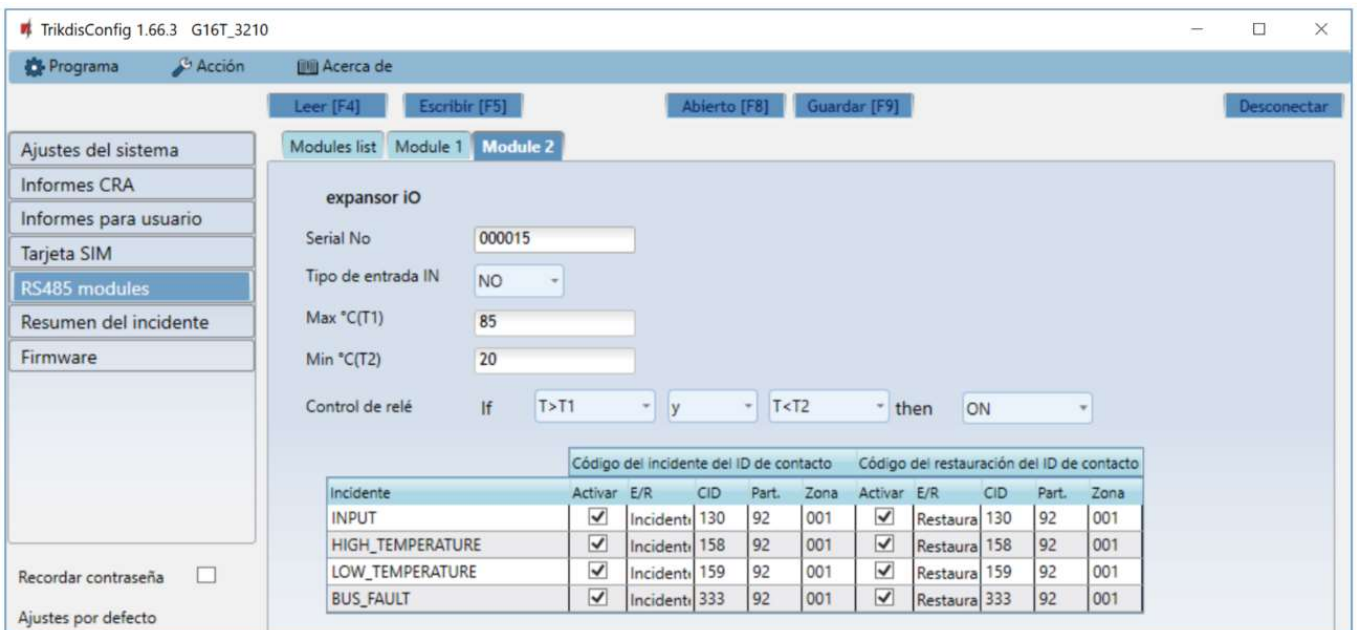 TrikdisConfig 1.66.3 G16T_3210
Programa Acción Acerca de
Leer [F4] Escribir [F5] Abierto [F8] Guardar [F9] Desconectar
Modules list Module 1 Module 2
Ajustes del sistema
Informes CRA
Informes para usuario
Tarjeta SIM
RS485 modules
Resumen del incidente
Firmware
expansor iO
Serial No 000015
Tipo de entrada IN NO
Max °C(T1) 85
Min °C(T2) 20
Control de relé If T>T1 y T<T2 then ON
Código del incidente del ID de contacto Código del restauración del ID de contacto
Incidente Activar E/R CID Part. Zona Activar E/R CID Part. Zona
INPUT Incident 130 92 001 Restaura 130 92 001
HIGH_TEMPERATURE Incident 158 92 001 Restaura 158 92 001
LOW_TEMPERATURE Incident 159 92 001 Restaura 159 92 001
BUS_FAULT Incident 333 92 001 Restaura 333 92 001
Recordar contraseña
Ajustes por defecto